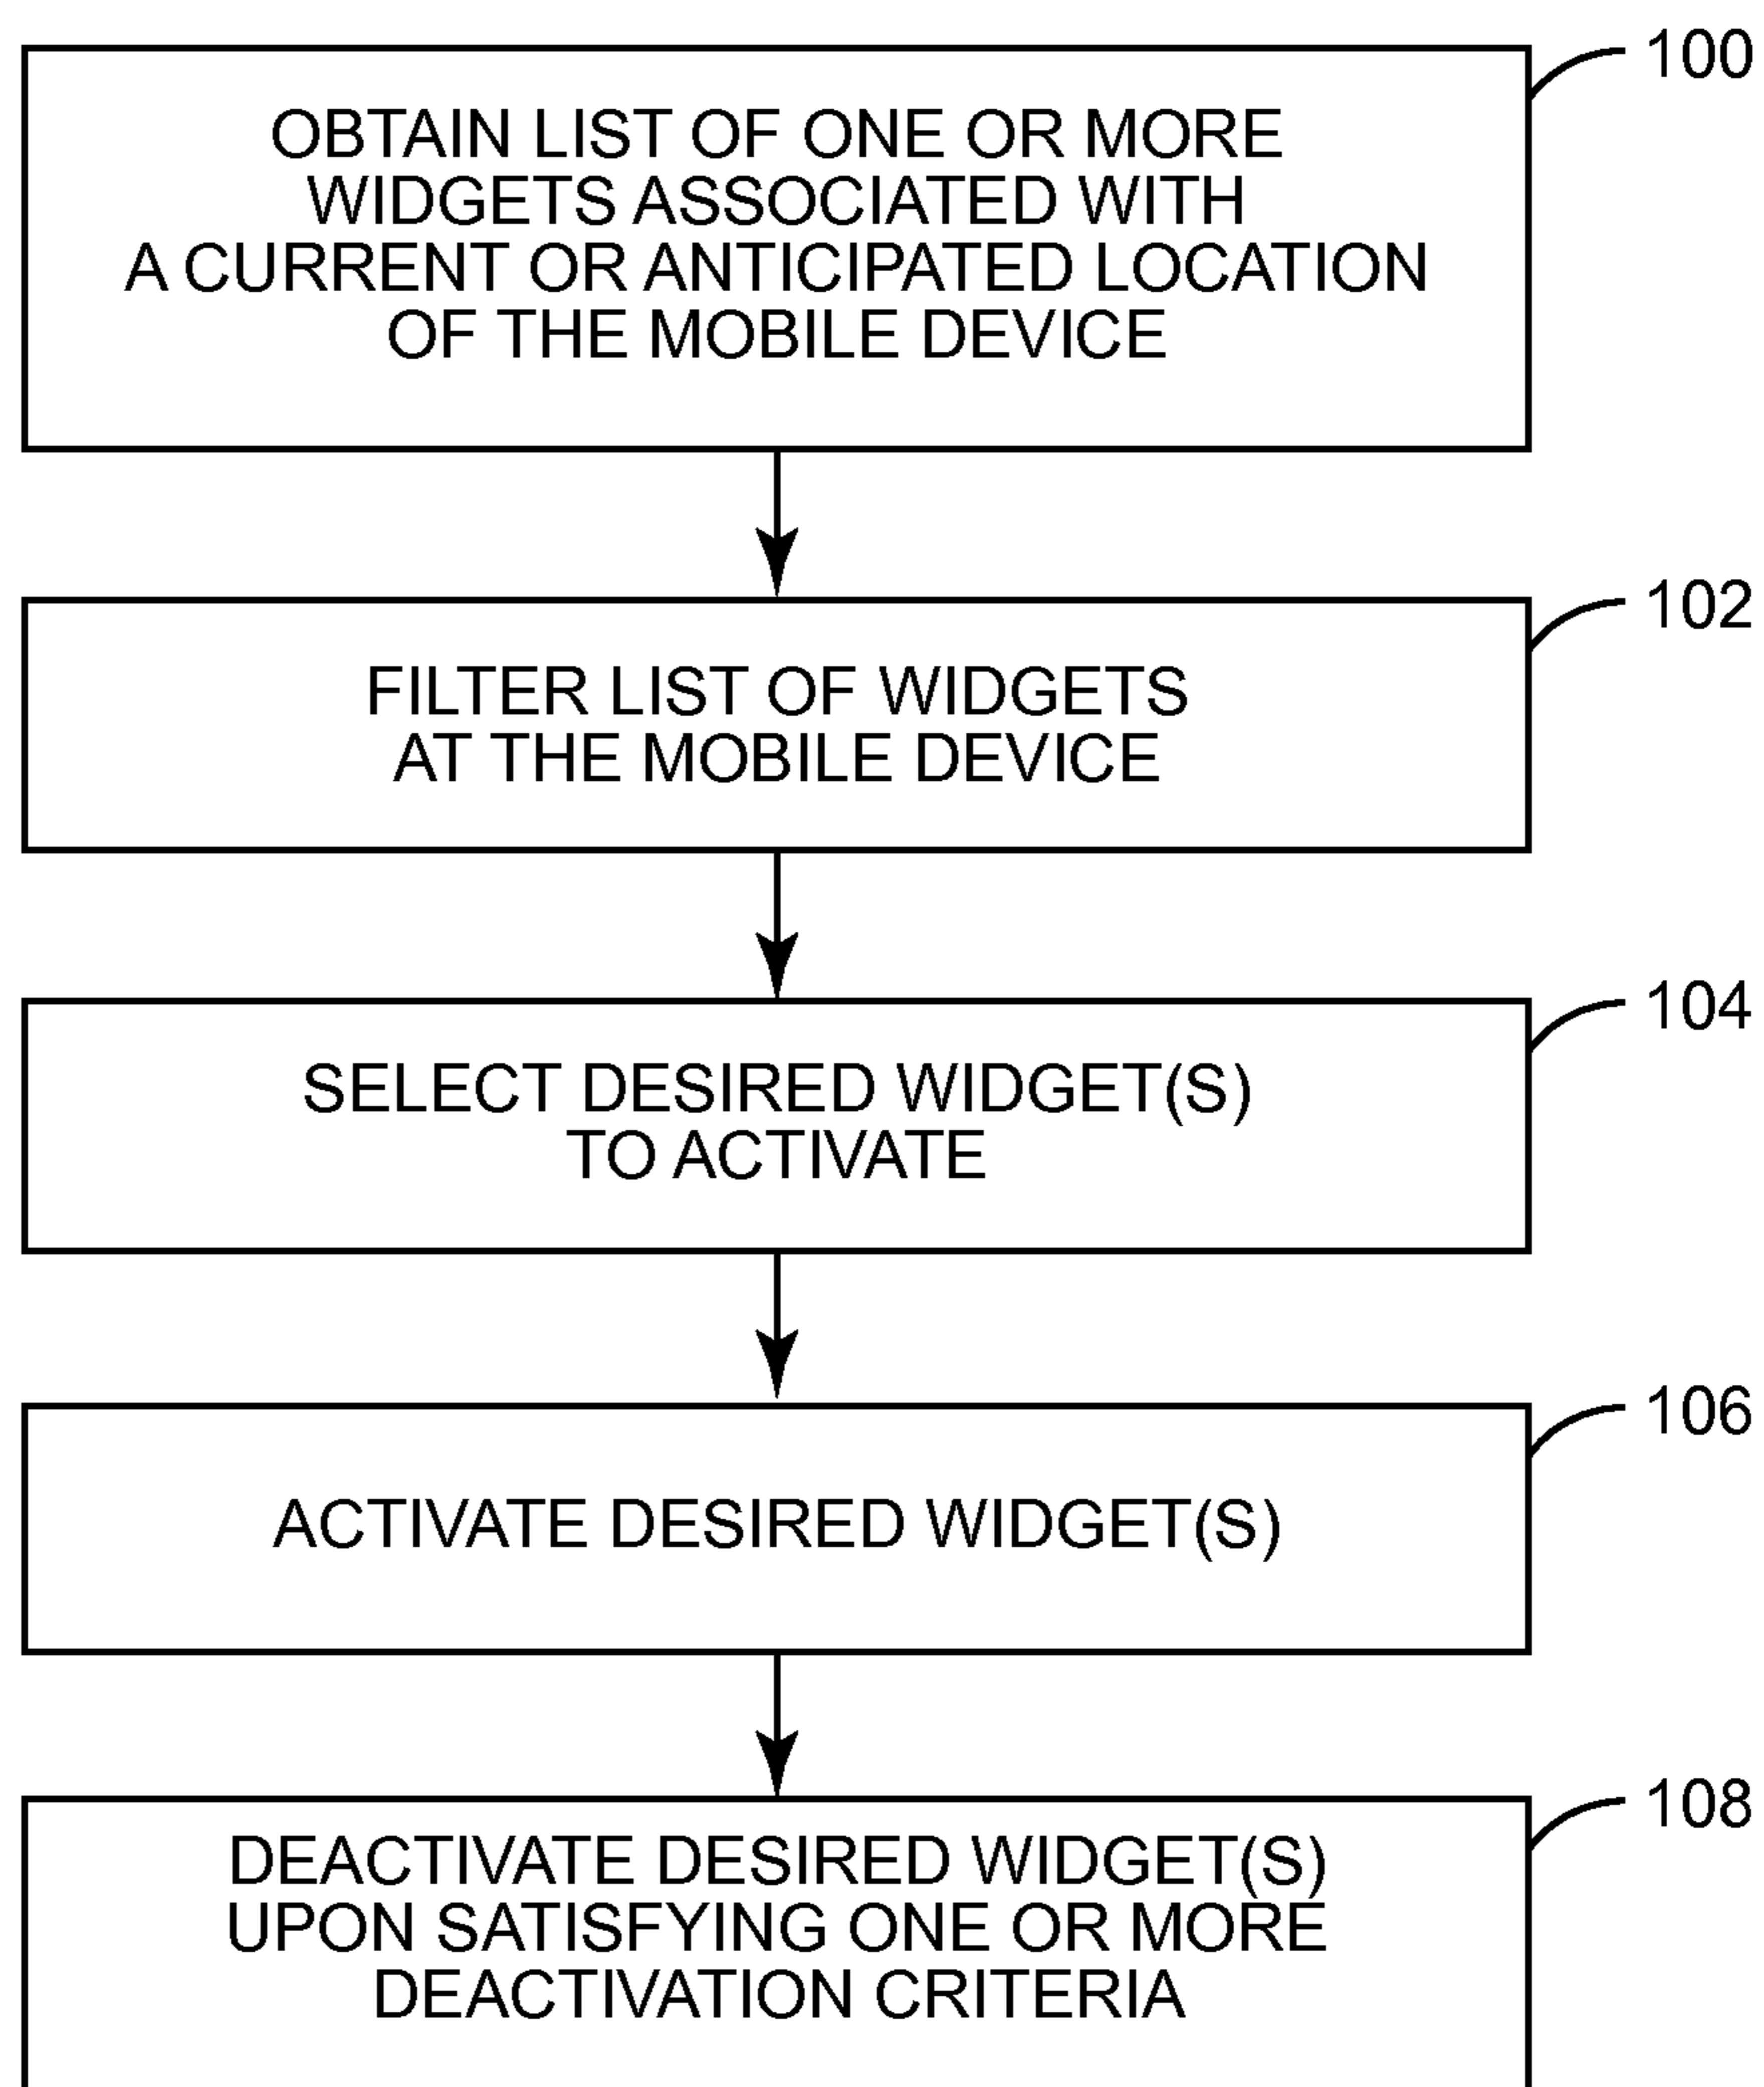 100
OBTAIN LIST OF ONE OR MORE
WIDGETS ASSOCIATED WITH
A CURRENT OR ANTICIPATED LOCATION
OF THE MOBILE DEVICE
102
FILTER LIST OF WIDGETS
AT THE MOBILE DEVICE
104
SELECT DESIRED WIDGET(S)
TO ACTIVATE
106
ACTIVATE DESIRED WIDGET(S)
108
DEACTIVATE DESIRED WIDGET(S)
UPON SATISFYING ONE OR MORE
DEACTIVATION CRITERIA